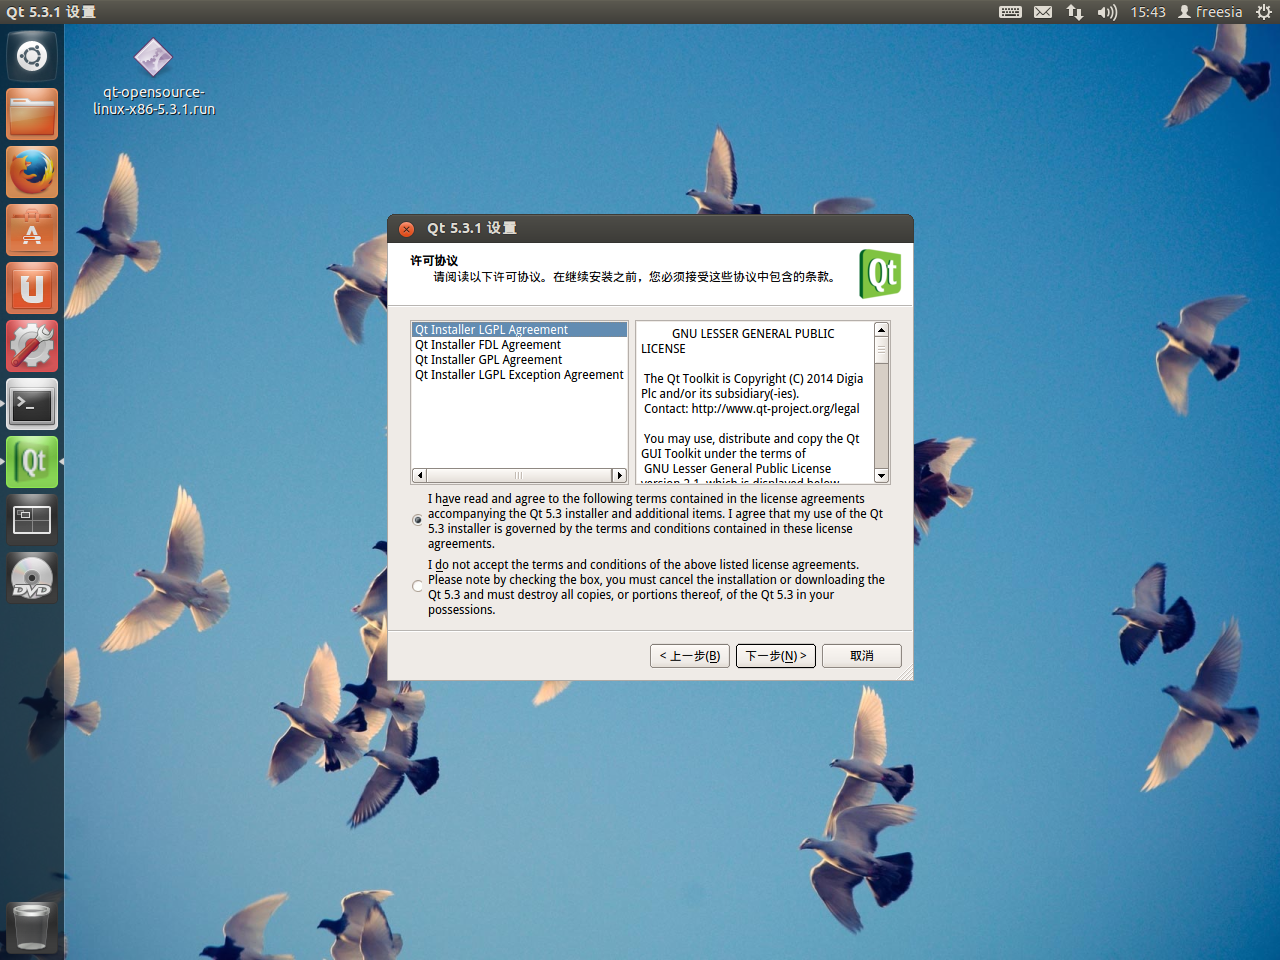 Qt 5.3.1 设置
15:43
freesia
qt-opensource-
linux-x86-5.3.1.run
Qt 5.3.1 设置
许可协议
请阅读以下许可协议。在继续安装之前，您必须接受这些协议中包含的条款。
Qt
Qt Installer LGPL Agreement
Qt Installer FDL Agreement
Qt Installer GPL Agreement
Qt Installer LGPL Exception Agreement
GNU LESSER GENERAL PUBLIC
LICENSE
The Qt Toolkit is Copyright (C) 2014 Digia
Plc and/or its subsidiary(-ies).
Contact: http://www.qt-project.org/legal
You may use, distribute and copy the Qt
GUI Toolkit under the terms of
GNU Lesser General Public License
version 2.1, which is displayed below.
I have read and agree to the following terms contained in the license agreements
accompanying the Qt 5.3 installer and additional items. I agree that my use of the Qt
5.3 installer is governed by the terms and conditions contained in these license
agreements.
I do not accept the terms and conditions of the above listed license agreements.
Please note by checking the box, you must cancel the installation or downloading the
Qt 5.3 and must destroy all copies, or portions thereof, of the Qt 5.3 in your
possessions.
< 上一步(B)
下一步(N) >
取消
A
U
>_
Qt
DVD